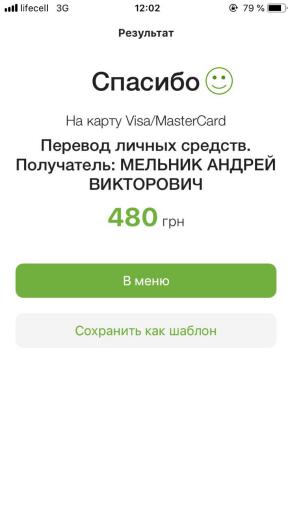 lifecell 3G 12:02 79 %
Результат
Спасибо
На карту Visa/MasterCard
Перевод личных средств.
Получатель: МЕЛЬНИК АНДРЕЙ
ВИКТОРОВИЧ
480 грн
В меню
Сохранить как шаблон